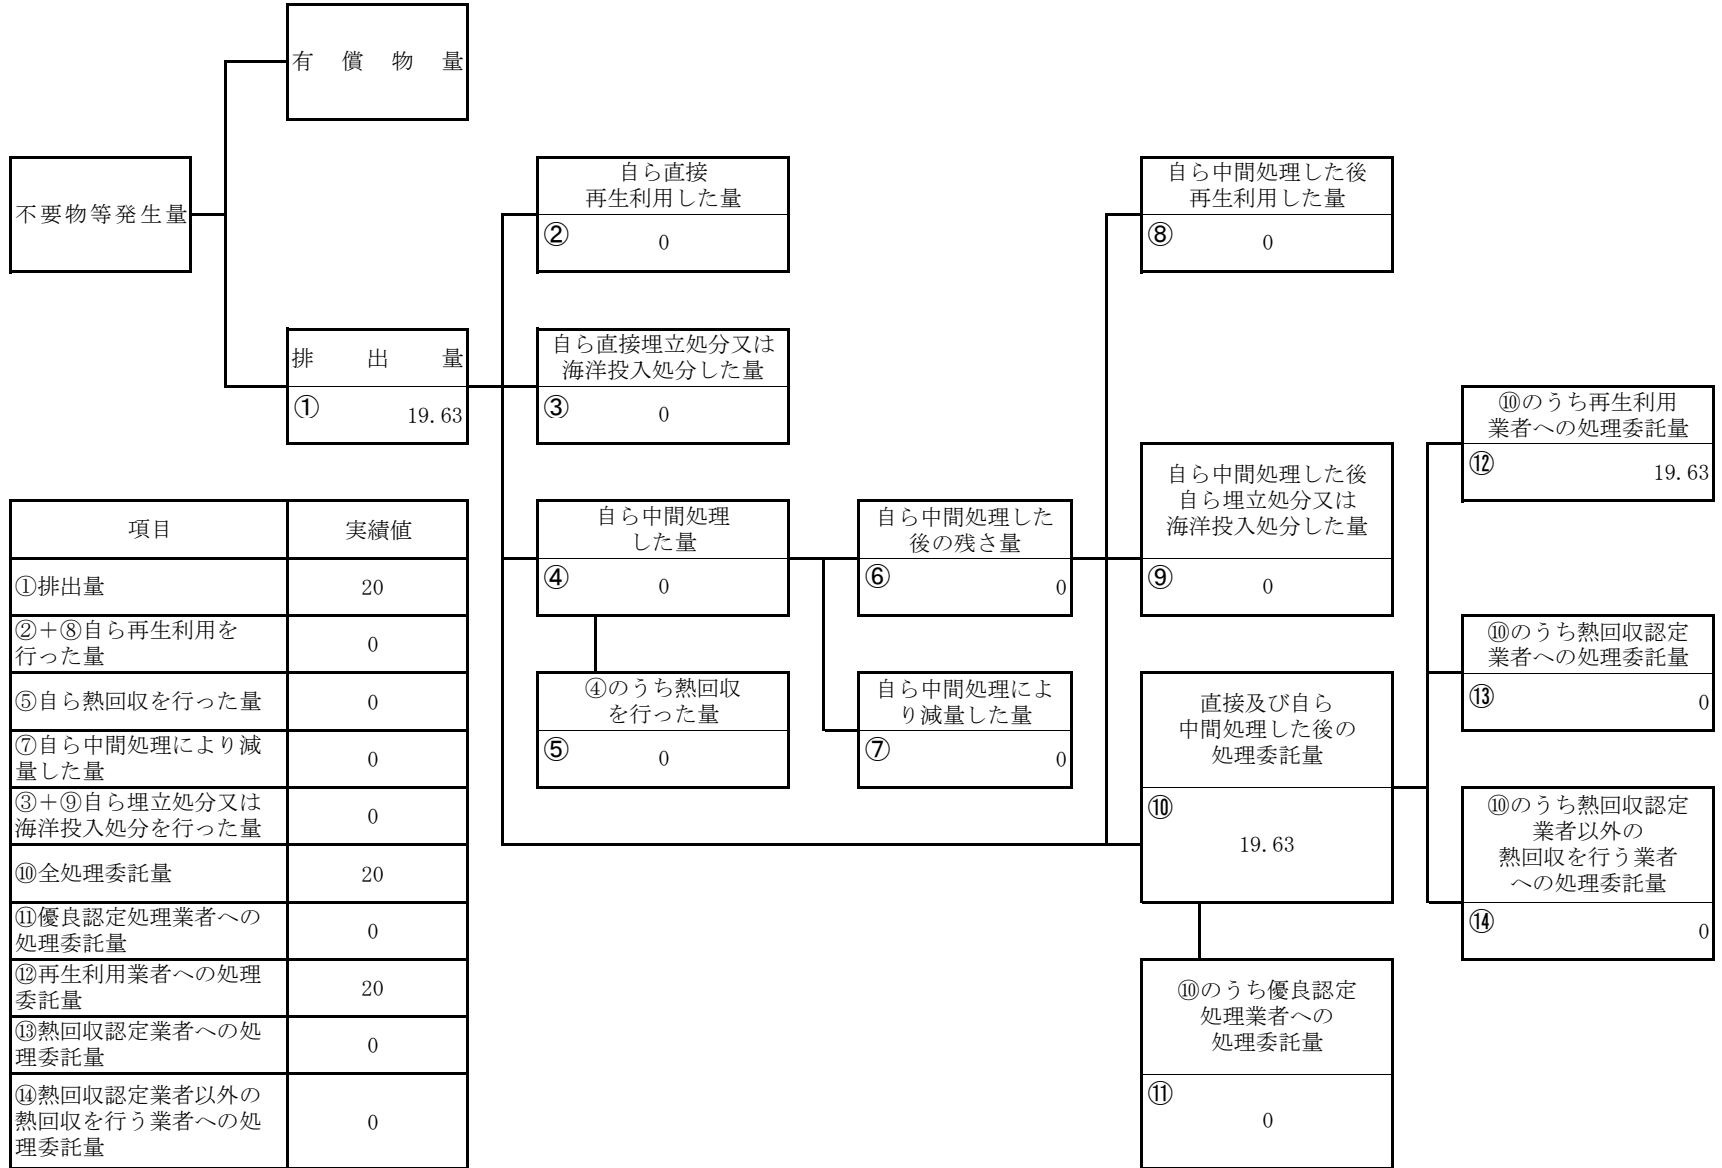 有償物量
不要物等発生量
排出量
① 19.63
自ら直接
再生利用した量
② 0
自ら直接埋立処分又は
海洋投入処分した量
③ 0
自ら中間処理
した量
④ 0
④のうち熱回収
を行った量
⑤ 0
自ら中間処理した
後の残さ量
⑥ 0
自ら中間処理によ
り減量した量
⑦ 0
自ら中間処理した後
再生利用した量
⑧ 0
自ら中間処理した後
自ら埋立処分又は
海洋投入処分した量
⑨ 0
直接及び自ら
中間処理した後の
処理委託量
⑩
19.63
⑩のうち優良認定
処理業者への
処理委託量
⑪
0
⑩のうち再生利用
業者への処理委託量
⑫ 19.63
⑩のうち熱回収認定
業者への処理委託量
⑬ 0
⑩のうち熱回収認定
業者以外の
熱回収を行う業者
への処理委託量
⑭ 0
項目 実績値
①排出量 20
②＋⑧自ら再生利用を
行った量 0
⑤自ら熱回収を行った量 0
⑦自ら中間処理により減
量した量 0
③＋⑨自ら埋立処分又は
海洋投入処分を行った量 0
⑩全処理委託量 20
⑪優良認定処理業者への
処理委託量 0
⑫再生利用業者への処理
委託量 20
⑬熱回収認定業者への処
理委託量 0
⑭熱回収認定業者以外の
熱回収を行う業者への処
理委託量 0